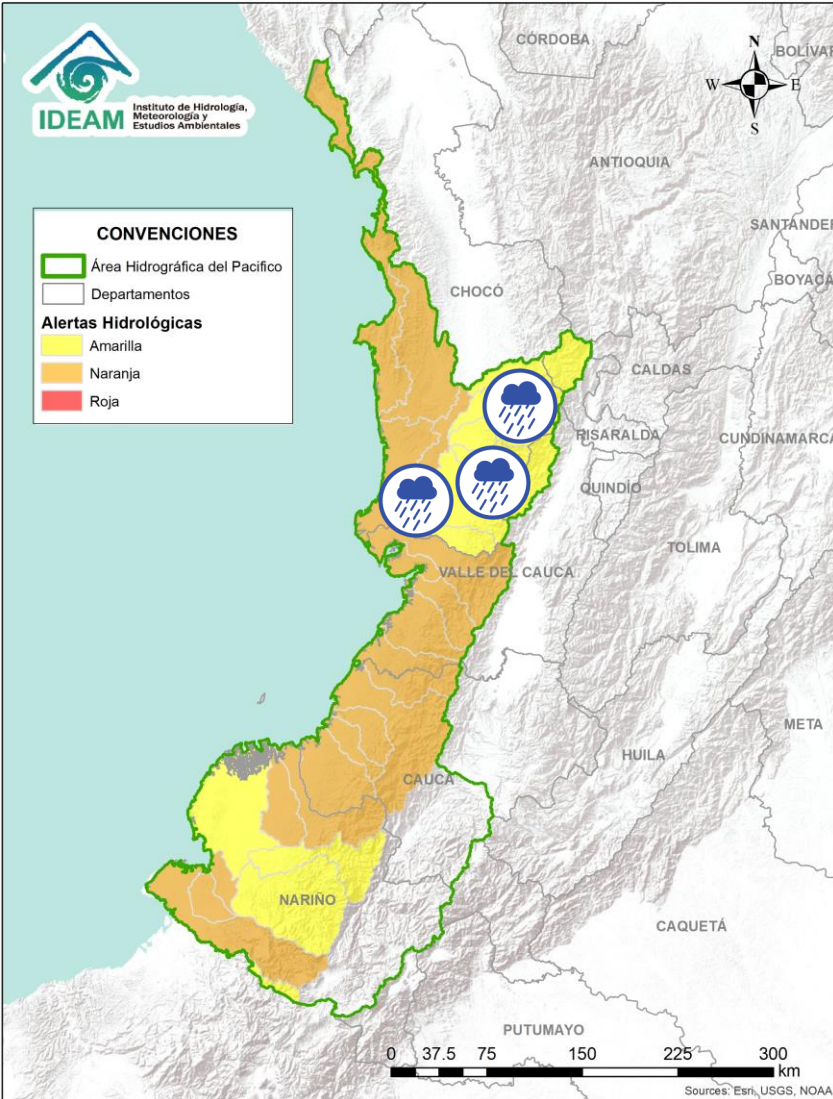 IDEAM
Instituto de Hidrología,
Meteorología y
Estudios Ambientales
CONVENCIONES
Área Hidrográfica del Pacifico
Departamentos
Alertas Hidrológicas
Amarilla
Naranja
Roja
N
W
E
S
CÓRDOBA
BOLÍVAR
ANTIOQUIA
SANTANDER
BOYACÁ
CHOCÓ
CALDAS
RISARALDA
CUNDINAMARCA
QUINDÍO
TOLIMA
VALLE DEL CAUCA
META
HUILA
CAUCA
NARIÑO
CAQUETÁ
PUTUMAYO
0 37.5 75 150 225 300
km
Sources: Esri, USGS, NOAA